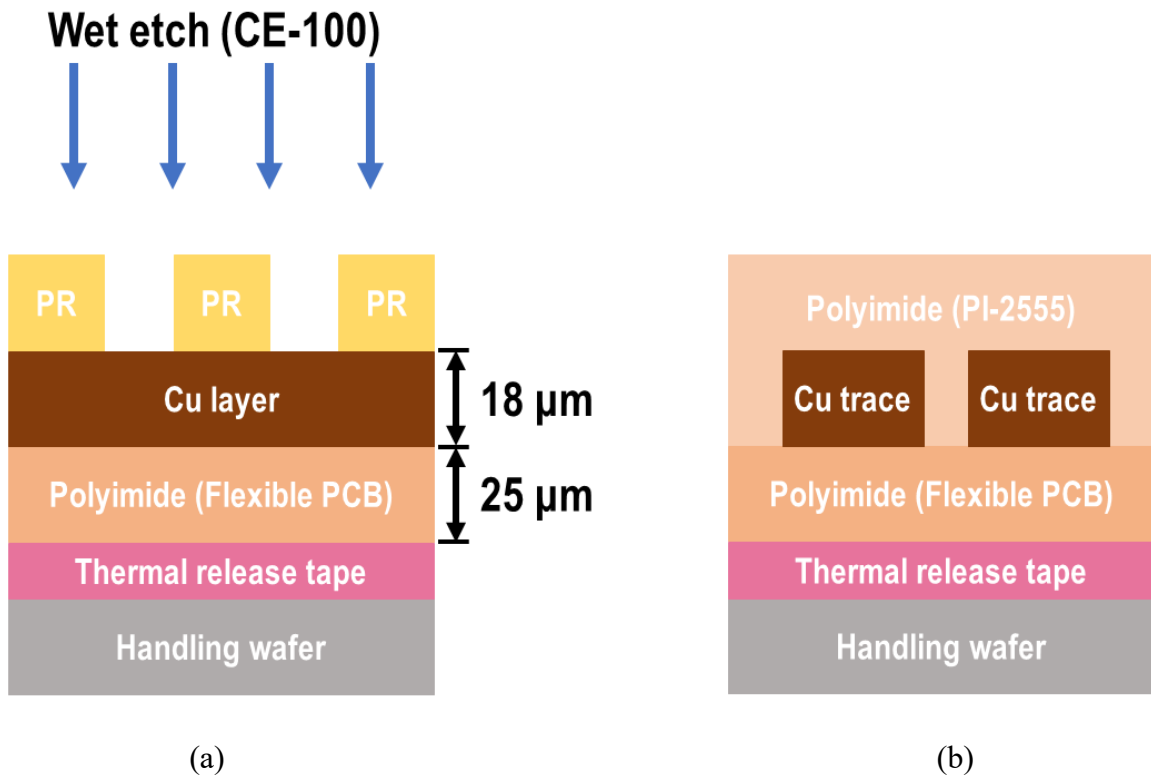 Wet etch (CE-100)
PR PR PR
Cu layer
18 µm
Polyimide (Flexible PCB)
25 µm
Thermal release tape
Handling wafer
(a)
Polyimide (PI-2555)
Cu trace Cu trace
Polyimide (Flexible PCB)
Thermal release tape
Handling wafer
(b)